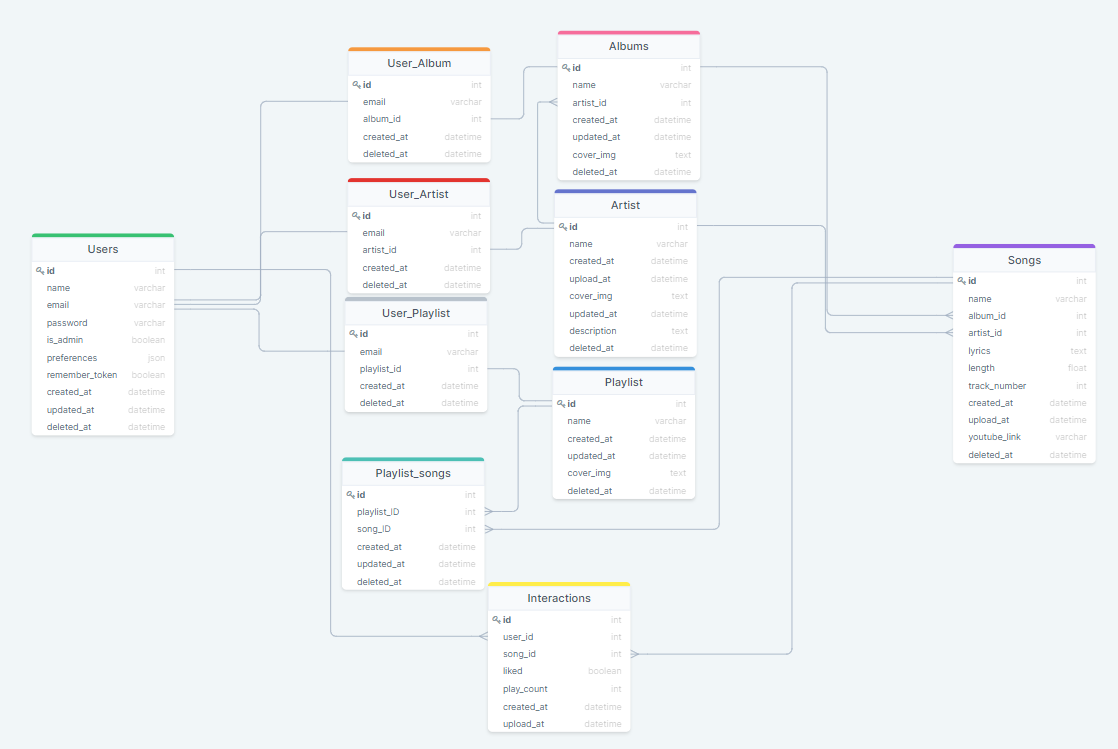 Users
id int
name varchar
email varchar
password varchar
is_admin boolean
preferences json
remember_token boolean
created_at datetime
updated_at datetime
deleted_at datetime
User_Album
id int
email varchar
album_id int
created_at datetime
deleted_at datetime
User_Artist
id int
email varchar
artist_id int
created_at datetime
deleted_at datetime
User_Playlist
id int
email varchar
playlist_id int
created_at datetime
deleted_at datetime
Playlist_songs
id int
playlist_ID int
song_ID int
created_at datetime
updated_at datetime
deleted_at datetime
Interactions
id int
user_id int
song_id int
liked boolean
play_count int
created_at datetime
upload_at datetime
Albums
id int
name varchar
artist_id int
created_at datetime
updated_at datetime
cover_img text
deleted_at datetime
Artist
id int
name varchar
created_at datetime
upload_at datetime
cover_img text
updated_at datetime
description text
deleted_at datetime
Playlist
id int
name varchar
created_at datetime
updated_at datetime
cover_img text
deleted_at datetime
Songs
id int
name varchar
album_id int
artist_id int
lyrics text
length float
track_number int
created_at datetime
upload_at datetime
youtube_link varchar
deleted_at datetime